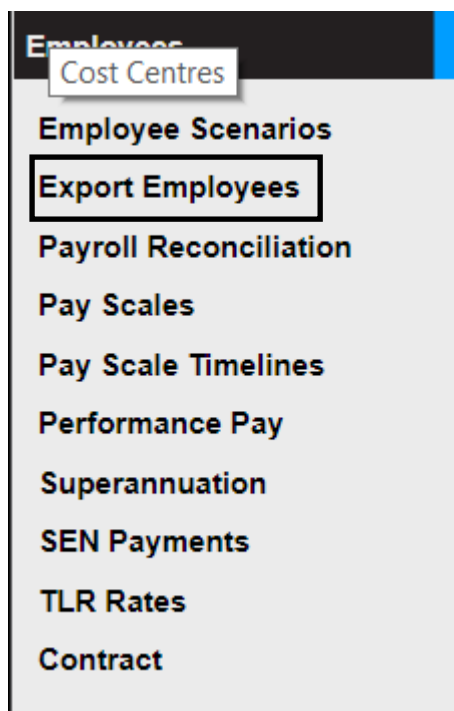 Employees
Cost Centres
Employee Scenarios
Export Employees
Payroll Reconciliation
Pay Scales
Pay Scale Timelines
Performance Pay
Superannuation
SEN Payments
TLR Rates
Contract